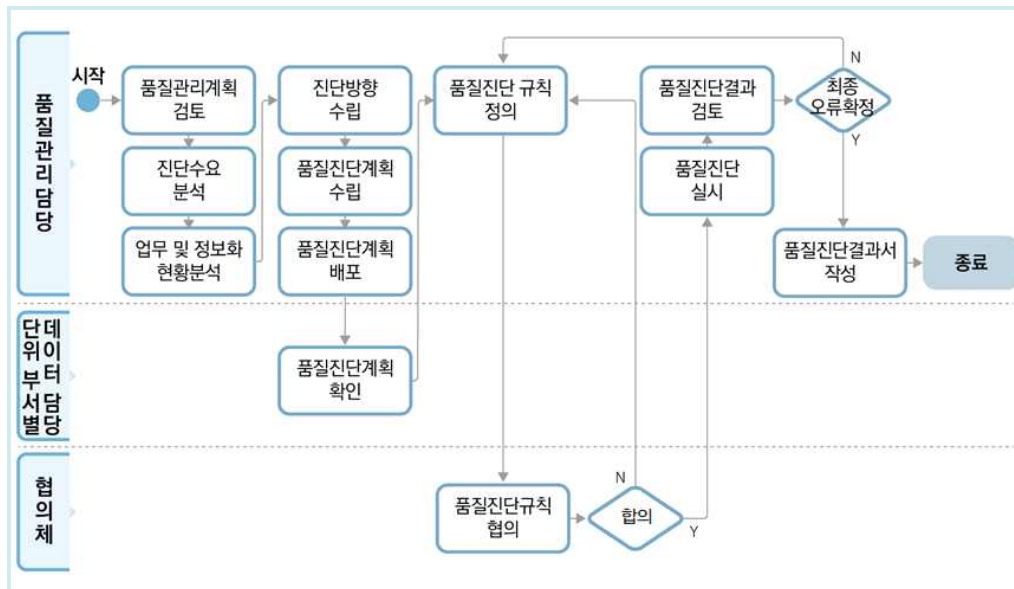 품질관리담당
시작
품질관리계획
검토
진단수요
분석
업무 및 정보화
현황분석
진단방향
수립
품질진단계획
수립
품질진단계획
배포
품질진단 규칙
정의
품질진단결과
검토
품질진단
실시
최종
오류확정
N
Y
품질진단결과서
작성
종료
단위 부서별
데이터 담당
품질진단계획
확인
협의체
품질진단규칙
협의
합의
N
Y